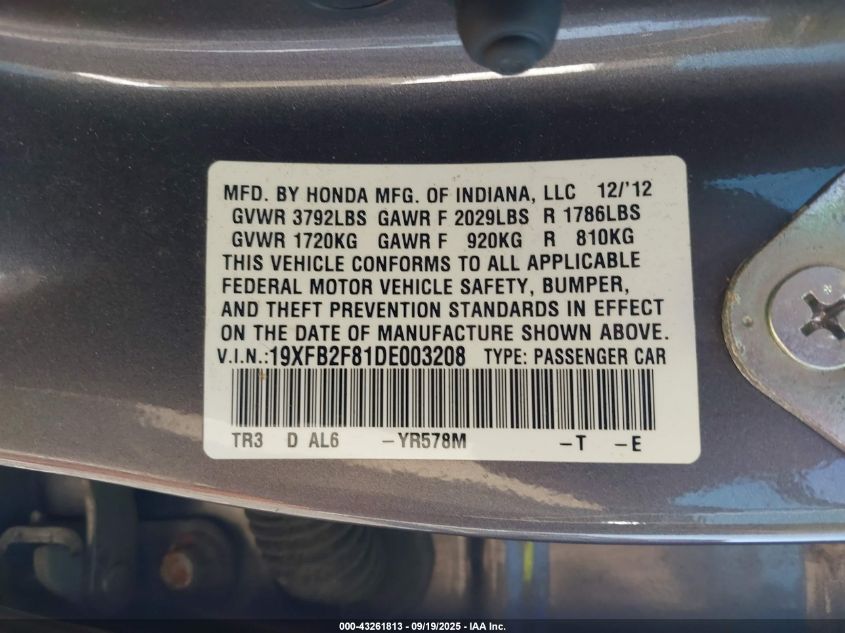 MFD. BY HONDA MFG. OF INDIANA, LLC 12/'12
GVWR 3792LBS GAWR F 2029LBS R 1786LBS
GVWR 1720KG GAWR F 920KG R 810KG
THIS VEHICLE CONFORMS TO ALL APPLICABLE
FEDERAL MOTOR VEHICLE SAFETY, BUMPER,
AND THEFT PREVENTION STANDARDS IN EFFECT
ON THE DATE OF MANUFACTURE SHOWN ABOVE.
V.I.N.:19XFB2F81DE003208 TYPE: PASSENGER CAR
TR3 D AL6 -YR578M -T -E
000-43261813 - 09/19/2025 - IAA Inc.